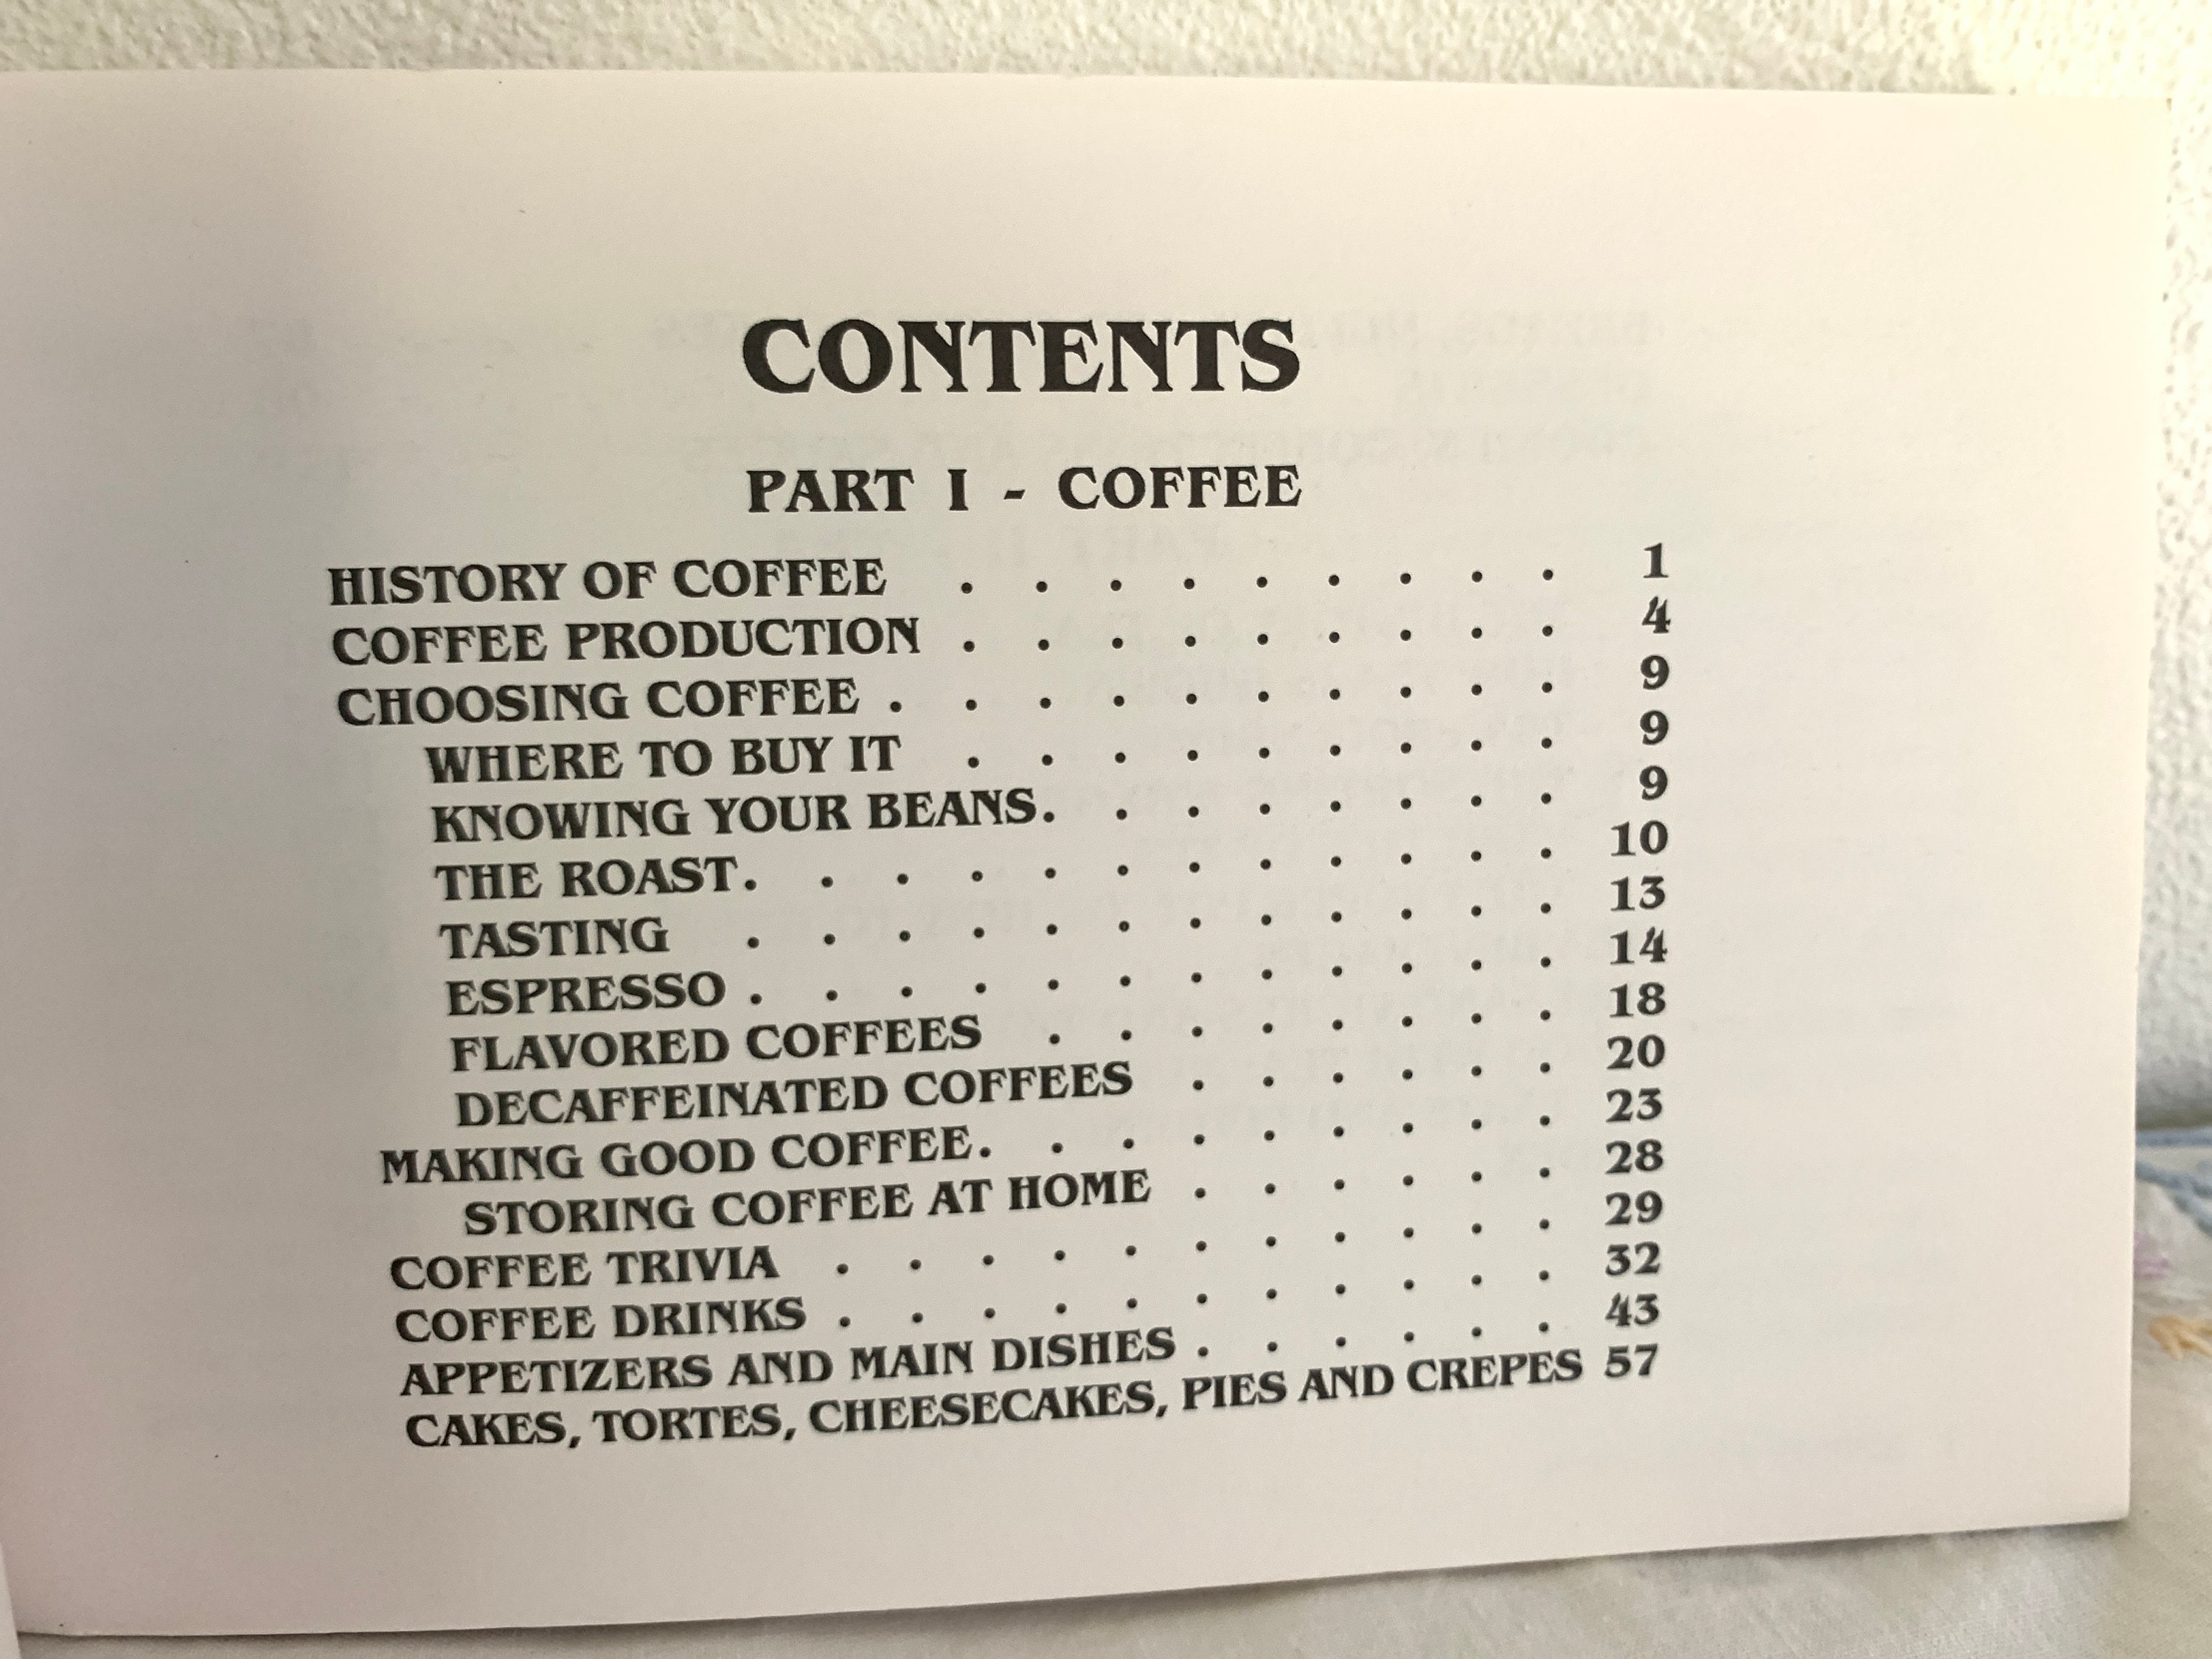 CONTENTS
PART I - COFFEE
HISTORY OF COFFEE . . . . . . . . . 1
COFFEE PRODUCTION . . . . . . . . . 4
CHOOSING COFFEE . . . . . . . . . . 9
WHERE TO BUY IT . . . . . . . . . 9
KNOWING YOUR BEANS. . . . . . . . 9
THE ROAST. . . . . . . . . . . . 10
TASTING . . . . . . . . . . . . 13
ESPRESSO . . . . . . . . . . . . 14
FLAVORED COFFEES . . . . . . . . 18
DECAFFEINATED COFFEES . . . . . . 20
MAKING GOOD COFFEE. . . . . . . . . 23
STORING COFFEE AT HOME . . . . . . 28
COFFEE TRIVIA . . . . . . . . . . . 29
COFFEE DRINKS . . . . . . . . . . . 32
APPETIZERS AND MAIN DISHES . . . . . . 43
CAKES, TORTES, CHEESECAKES, PIES AND CREPES 57